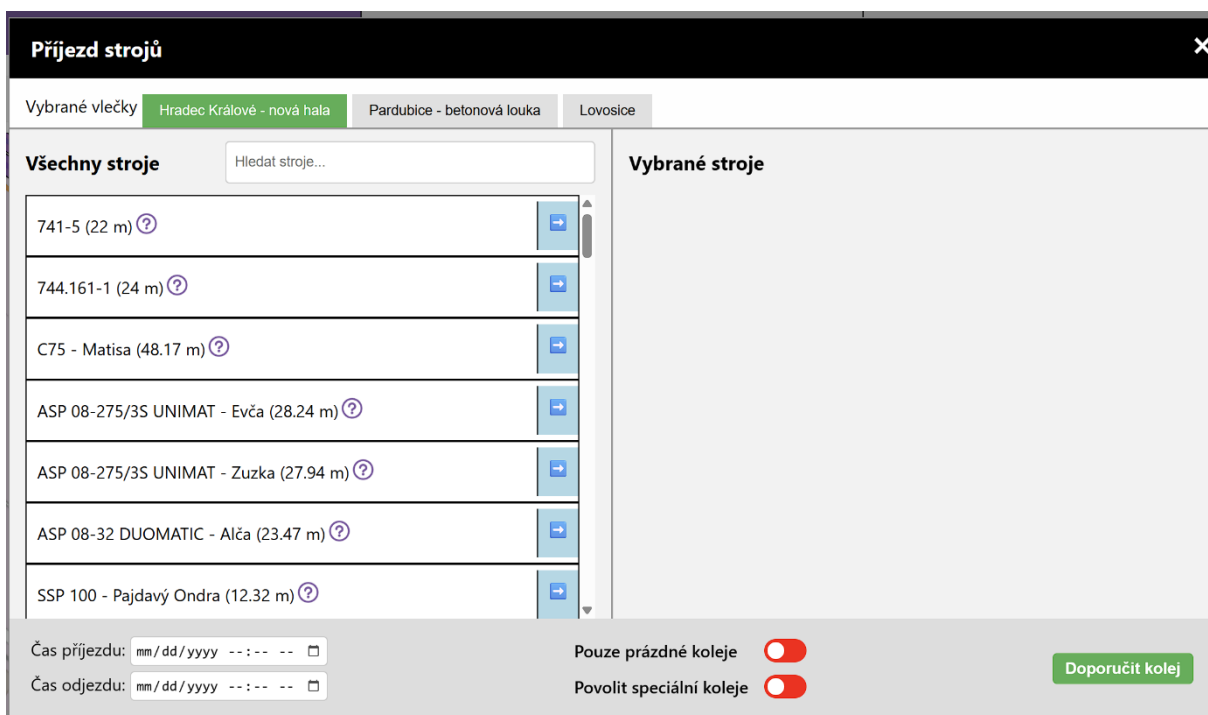 Příjezd strojů
Vybrané vlečky Hradec Králové - nová hala Pardubice - betonová louka Lovosice
Všechny stroje
Hledat stroje...
Vybrané stroje
741-5 (22 m)
744.161-1 (24 m)
C75 - Matisa (48.17 m)
ASP 08-275/3S UNIMAT - Evča (28.24 m)
ASP 08-275/3S UNIMAT - Zuzka (27.94 m)
ASP 08-32 DUOMATIC - Alča (23.47 m)
SSP 100 - Pajdavý Ondra (12.32 m)
Čas příjezdu: mm/dd/yyyy --:-- --
Čas odjezdu: mm/dd/yyyy --:-- --
Pouze prázdné koleje
Povolit speciální koleje
Doporučit kolej